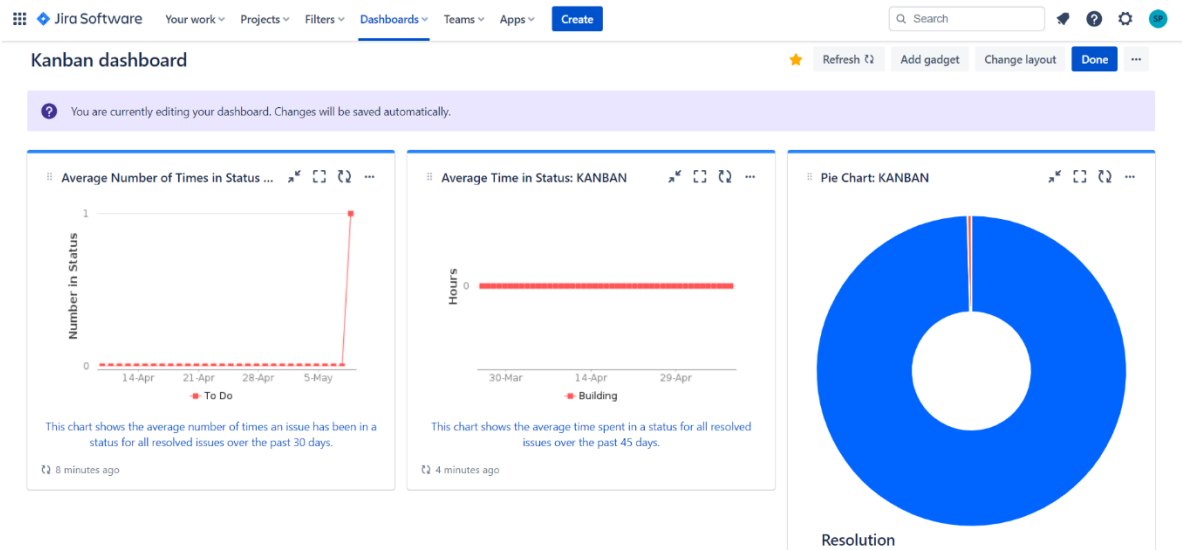 Jira Software Your work Projects Filters Dashboards Teams Apps Create Search SP
Kanban dashboard Refresh Add gadget Change layout Done
You are currently editing your dashboard. Changes will be saved automatically.
Average Number of Times in Status ...
1
Number in Status
0
14-Apr 21-Apr 28-Apr 5-May
To Do
This chart shows the average number of times an issue has been in a
status for all resolved issues over the past 30 days.
8 minutes ago
Average Time in Status: KANBAN
Hours
0
30-Mar 14-Apr 29-Apr
Building
This chart shows the average time spent in a status for all resolved
issues over the past 45 days.
4 minutes ago
Pie Chart: KANBAN
Resolution